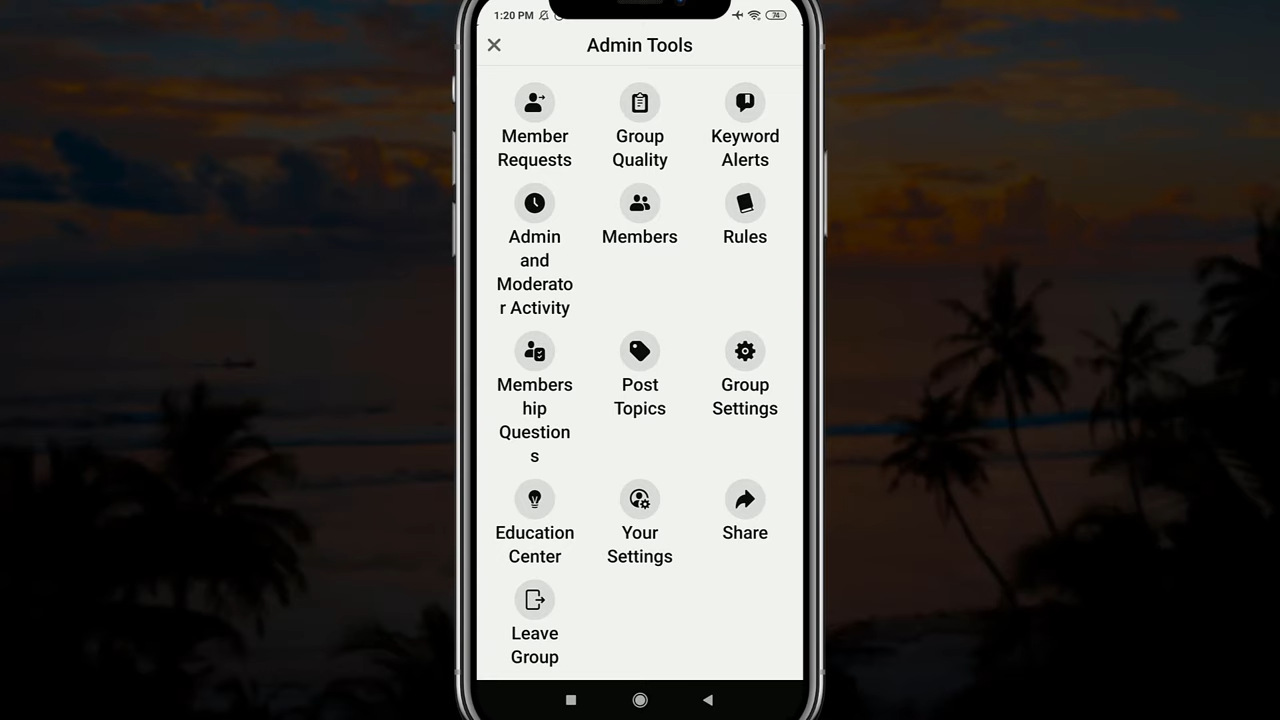 1:20 PM
74
Admin Tools
Member
Requests
Group
Quality
Keyword
Alerts
Admin
and
Moderato
r Activity
Members
Rules
Members
hip
Question
s
Post
Topics
Group
Settings
Education
Center
Your
Settings
Share
Leave
Group